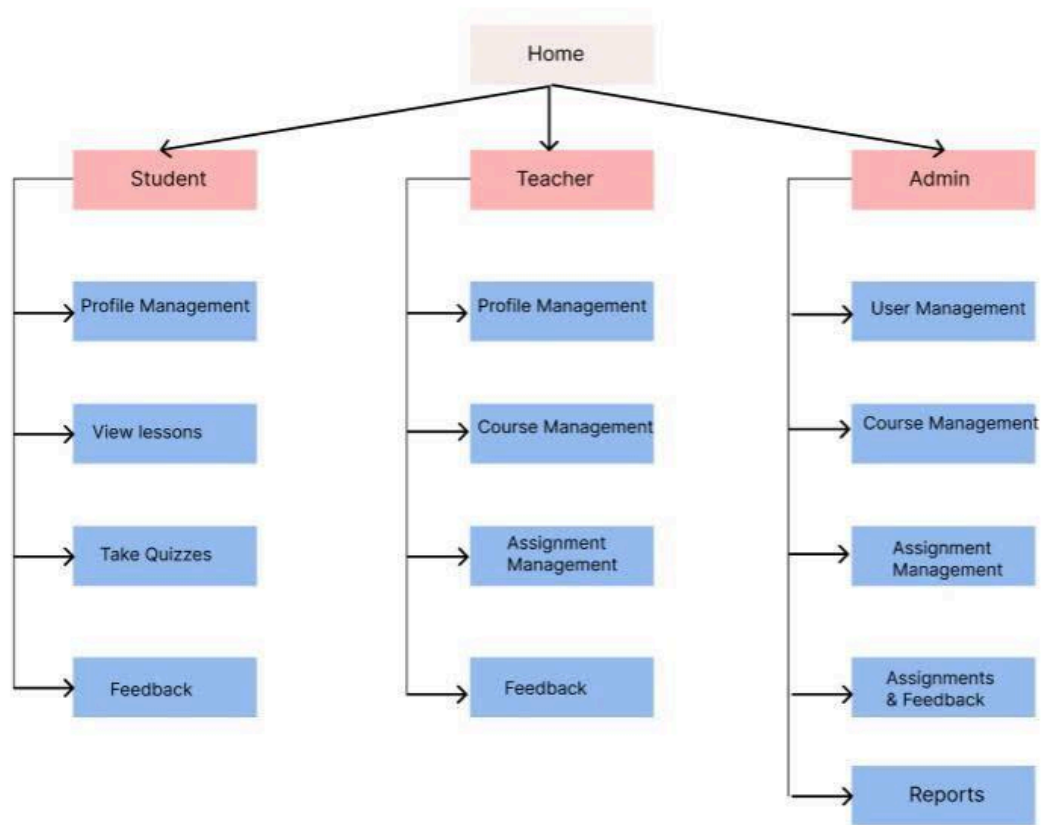 Home
Student
Teacher
Admin
Profile Management
Profile Management
User Management
View lessons
Course Management
Course Management
Take Quizzes
Assignment
Management
Assignment
Management
Feedback
Feedback
Assignments
& Feedback
Reports